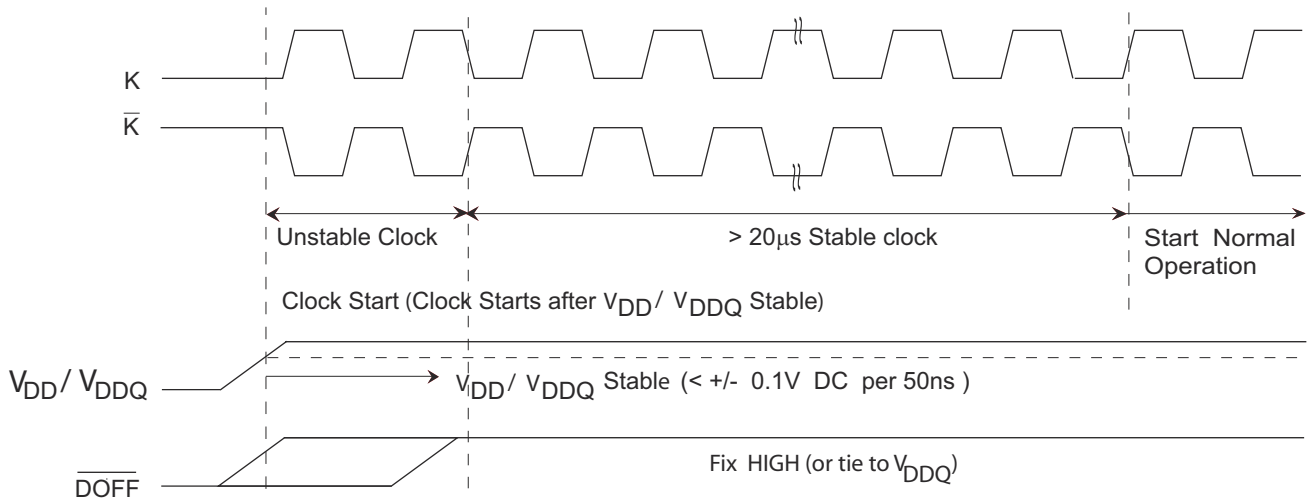 K
K̅
Unstable Clock
> 20µs Stable clock
Start Normal
Operation
Clock Start (Clock Starts after VDD / VDDQ Stable)
VDD / VDDQ
VDD / VDDQ Stable (< +/- 0.1V DC per 50ns )
Fix HIGH (or tie to VDDQ)
D̅O̅F̅F̅